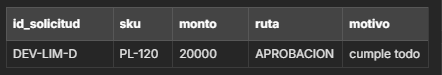 id_solicitud sku monto ruta motivo
DEV-LIM-D PL-120 20000 APROBACION cumple todo